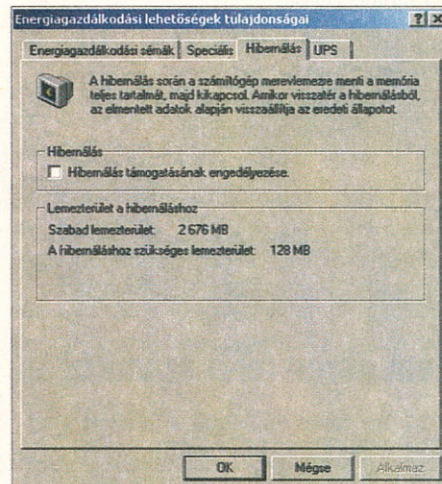 Energiagazdálkodási lehetőségek tulajdonságai
Energiagazdálkodási sémák Speciális Hibernálás UPS
A hibernálás során a számítógép merevlemezre menti a memória
teljes tartalmát, majd kikapcsol. Amikor visszatér a hibernálásból,
az elmentett adatok alapján visszaállítja az eredeti állapotot.
Hibernálás
Hibernálás támogatásának engedélyezése.
Lemezterület a hibernáláshoz
Szabad lemezterület: 2 676 MB
A hibernáláshoz szükséges lemezterület: 128 MB
OK Mégse Alkalmaz